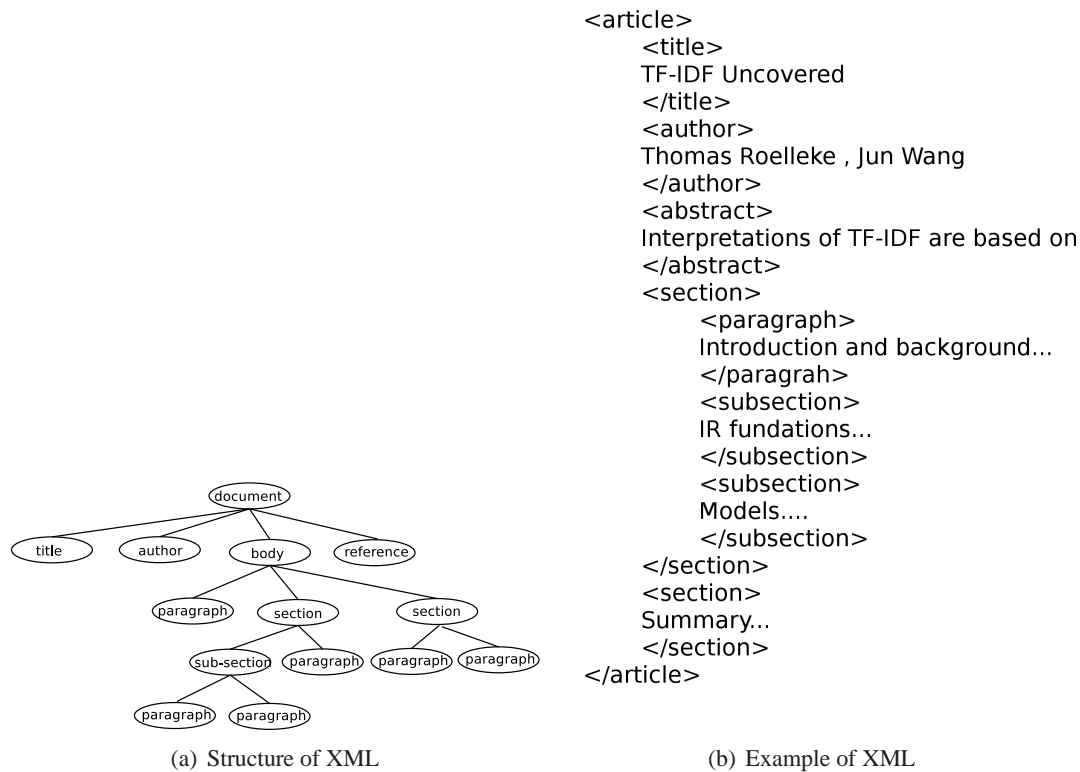 document
title author body reference
paragraph section section
sub-section paragraph paragraph paragraph
paragraph paragraph
(a) Structure of XML
<article>
<title>
TF-IDF Uncovered
</title>
<author>
Thomas Roelleke , Jun Wang
</author>
<abstract>
Interpretations of TF-IDF are based on
</abstract>
<section>
<paragraph>
Introduction and background...
</paragrah>
<subsection>
IR fundations...
</subsection>
<subsection>
Models....
</subsection>
</section>
<section>
Summary...
</section>
</article>
(b) Example of XML